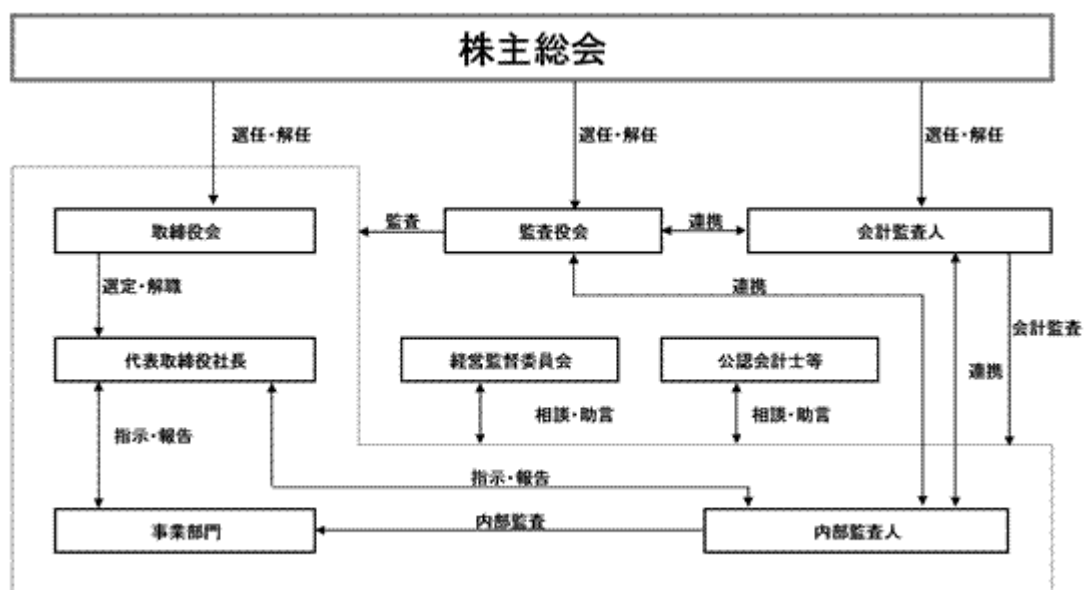 株主総会
選任・解任
選任・解任
選任・解任
取締役会
監査
監査役会
連携
会計監査人
選定・解職
連携
会計監査
代表取締役社長
経営監督委員会
公認会計士等
連携
指示・報告
相談・助言
相談・助言
指示・報告
事業部門
内部監査
内部監査人